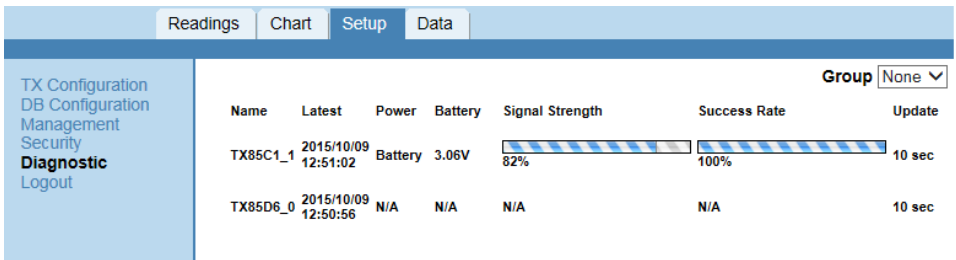 Readings Chart Setup Data
Group None
TX Configuration
DB Configuration
Management
Security
Diagnostic
Logout
Name Latest Power Battery Signal Strength Success Rate Update
TX85C1_1 2015/10/09 12:51:02 Battery 3.06V 82% 100% 10 sec
TX85D6_0 2015/10/09 12:50:56 N/A N/A N/A N/A 10 sec